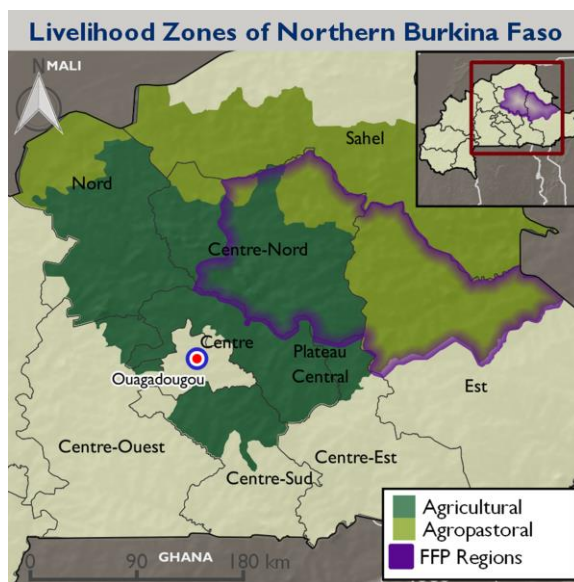 Livelihood Zones of Northern Burkina Faso
N
MALI
Sahel
Nord
Centre-Nord
Centre
Plateau
Central
Ouagadougou
Est
Centre-Ouest
Centre-Est
Centre-Sud
Agricultural
Agropastoral
FFP Regions
0 90 180 km
GHANA